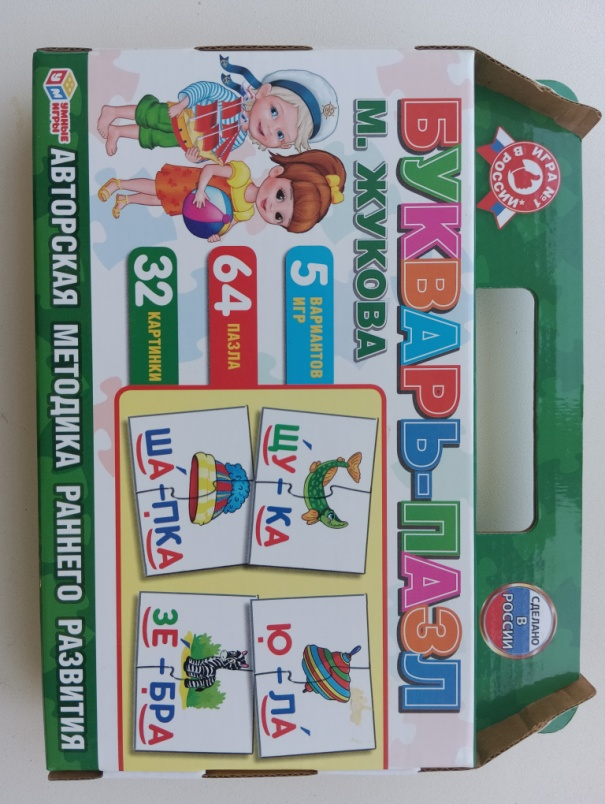 ИГРА №1
В РОССИИ
СДЕЛАНО
В
РОССИИ
БУКВАРЬ-ПАЗЛ
М. ЖУКОВА
5 ВАРИАНТОВ
ИГР
64 ПАЗЛА
32 КАРТИНКИ
ЩУ́-КА
Ю-ЛА́
ША́-ПКА
ЗЕ́-БРА
УМ
УМНЫЕ
ИГРЫ
АВТОРСКАЯ МЕТОДИКА РАННЕГО РАЗВИТИЯ